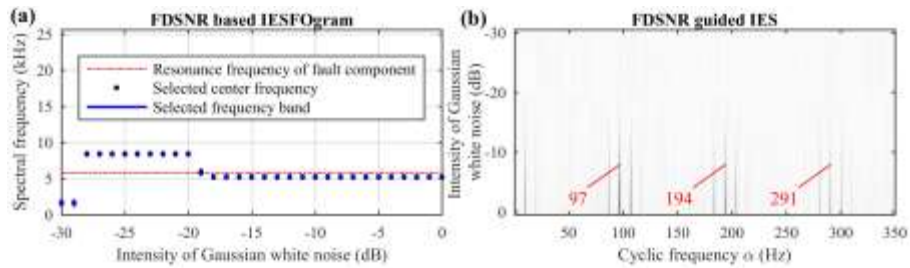 (a)
FDSNR based IESFOgram
Spectral frequency (kHz)
25
20
15
10
5
0
Resonance frequency of fault component
Selected center frequency
Selected frequency band
-30
-20
-10
0
Intensity of Gaussian white noise (dB)
(b)
FDSNR guided IES
Intensity of Gaussian
white noise (dB)
-30
-20
-10
0
97
194
291
50
100
150
200
250
300
350
Cyclic frequency α (Hz)